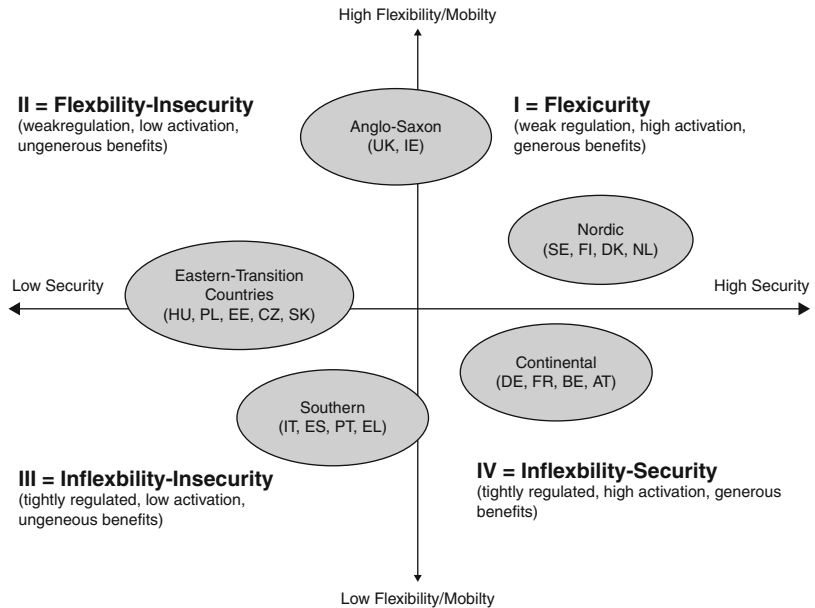 High Flexibility/Mobilty
II = Flexbility-Insecurity
(weakregulation, low activation,
ungenerous benefits)
Anglo-Saxon
(UK, IE)
I = Flexicurity
(weak regulation, high activation,
generous benefits)
Nordic
(SE, FI, DK, NL)
Low Security
Eastern-Transition
Countries
(HU, PL, EE, CZ, SK)
High Security
Continental
(DE, FR, BE, AT)
Southern
(IT, ES, PT, EL)
III = Inflexbility-Insecurity
(tightly regulated, low activation,
ungeneous benefits)
IV = Inflexbility-Security
(tightly regulated, high activation, generous
benefits)
Low Flexibility/Mobilty